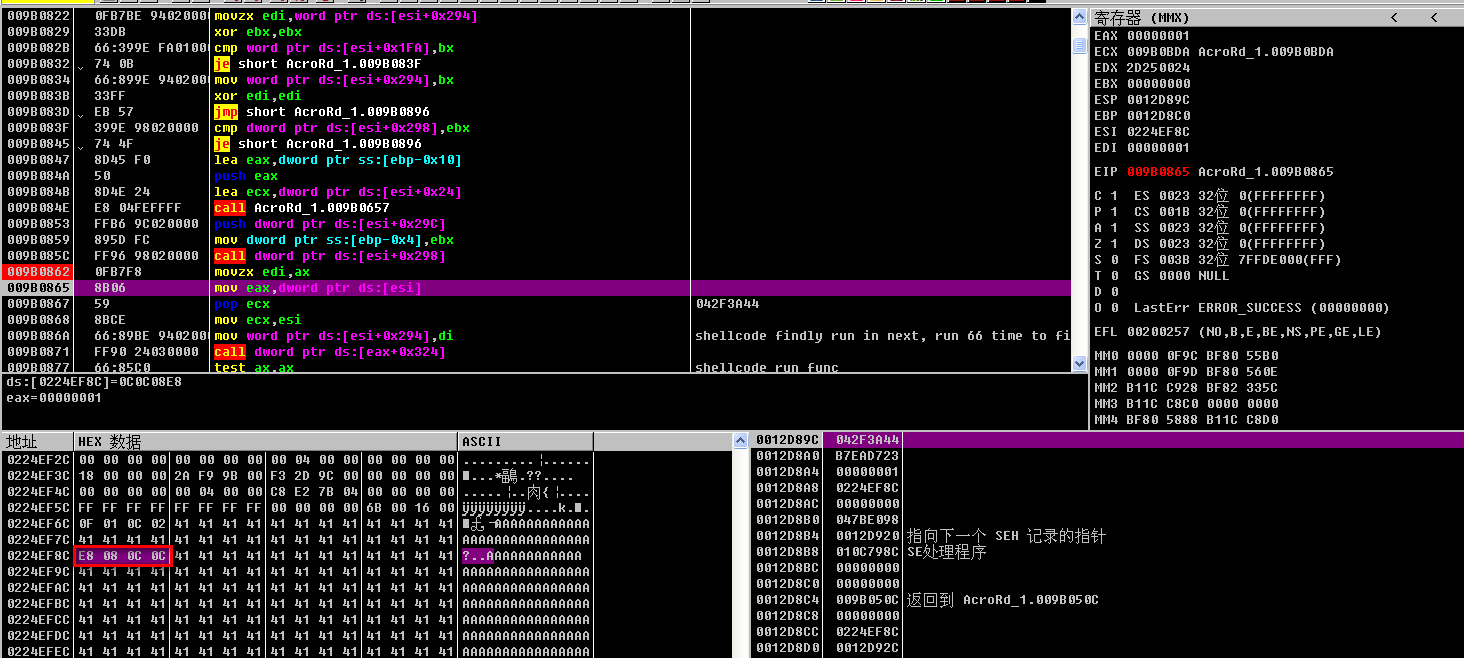 寄存器 (MMX) < <
009B0822 0FB7BE 9402000 movzx edi,word ptr ds:[esi+0x294]
009B0829 33DB xor ebx,ebx
009B082B 66:399E FA0100 cmp word ptr ds:[esi+0x1FA],bx
009B0832 74 0B je short AcroRd_1.009B083F
009B0834 66:899E 940200 mov word ptr ds:[esi+0x294],bx
009B083B 33FF xor edi,edi
009B083D EB 57 jmp short AcroRd_1.009B0896
009B083F 399E 98020000 cmp dword ptr ds:[esi+0x298],ebx
009B0845 74 4F je short AcroRd_1.009B0896
009B0847 8D45 F0 lea eax,dword ptr ss:[ebp-0x10]
009B084A 50 push eax
009B084B 8D4E 24 lea ecx,dword ptr ds:[esi+0x24]
009B084E E8 04FEFFFF call AcroRd_1.009B0657
009B0853 FFB6 9C020000 push dword ptr ds:[esi+0x29C]
009B0859 895D FC mov dword ptr ss:[ebp-0x4],ebx
009B085C FF96 98020000 call dword ptr ds:[esi+0x298]
009B0862 0FB7F8 movzx edi,ax
009B0865 8B06 mov eax,dword ptr ds:[esi]
009B0867 59 pop ecx 042F3A44
009B0868 8BCE mov ecx,esi
009B086A 66:89BE 940200 mov word ptr ds:[esi+0x294],di shellcode findly run in next, run 66 time to fi
009B0871 FF90 24030000 call dword ptr ds:[eax+0x324]
009B0877 66:85C0 test ax,ax shellcode run func
ds:[0224EF8C]=0C0C08E8
eax=00000001
EAX 00000001
ECX 009B0BDA AcroRd_1.009B0BDA
EDX 2D250024
EBX 00000000
ESP 0012D89C
EBP 0012D8C0
ESI 0224EF8C
EDI 00000001
EIP 009B0865 AcroRd_1.009B0865
C 1 ES 0023 32位 0(FFFFFFFF)
P 1 CS 001B 32位 0(FFFFFFFF)
A 1 SS 0023 32位 0(FFFFFFFF)
Z 1 DS 0023 32位 0(FFFFFFFF)
S 0 FS 003B 32位 7FFDE000(FFF)
T 0 GS 0000 NULL
D 0
O 0 LastErr ERROR_SUCCESS (00000000)
EFL 00200257 (NO,B,E,BE,NS,PE,GE,LE)
MM0 0000 0F9C BF80 55B0
MM1 0000 0F9D BF80 560E
MM2 B11C C928 BF82 335C
MM3 B11C C8C0 0000 0000
MM4 BF80 5888 B11C C8D0
地址 HEX 数据 ASCII
0224EF2C 00 00 00 00 00 00 00 00 00 04 00 00 00 00 00 00
0224EF3C 18 00 00 00 2A F9 9B 00 F3 2D 9C 00 00 00 00 00
0224EF4C 00 00 00 00 00 04 00 00 C8 E2 7B 04 00 00 00 00
0224EF5C FF FF FF FF FF FF FF FF 00 00 00 00 6B 00 16 00
0224EF6C 0F 01 0C 02 41 41 41 41 41 41 41 41 41 41 41 41
0224EF7C 41 41 41 41 41 41 41 41 41 41 41 41 41 41 41 41 AAAAAAAAAAAAAAAA
0224EF8C E8 08 0C 0C 41 41 41 41 41 41 41 41 41 41 41 41
0224EF9C 41 41 41 41 41 41 41 41 41 41 41 41 41 41 41 41 AAAAAAAAAAAAAAAA
0224EFAC 41 41 41 41 41 41 41 41 41 41 41 41 41 41 41 41 AAAAAAAAAAAAAAAA
0224EFBC 41 41 41 41 41 41 41 41 41 41 41 41 41 41 41 41 AAAAAAAAAAAAAAAA
0224EFCC 41 41 41 41 41 41 41 41 41 41 41 41 41 41 41 41 AAAAAAAAAAAAAAAA
0224EFDC 41 41 41 41 41 41 41 41 41 41 41 41 41 41 41 41 AAAAAAAAAAAAAAAA
0224EFEC 41 41 41 41 41 41 41 41 41 41 41 41 41 41 41 41 AAAAAAAAAAAAAAAA
0012D89C 042F3A44
0012D8A0 B7EAD723
0012D8A4 00000001
0012D8A8 0224EF8C
0012D8AC 00000000
0012D8B0 047BE098
0012D8B4 0012D920 指向下一个 SEH 记录的指针
0012D8B8 010C798C SE处理程序
0012D8BC 00000000
0012D8C0 00000000
0012D8C4 009B050C 返回到 AcroRd_1.009B050C
0012D8C8 00000000
0012D8CC 0224EF8C
0012D8D0 0012D92C